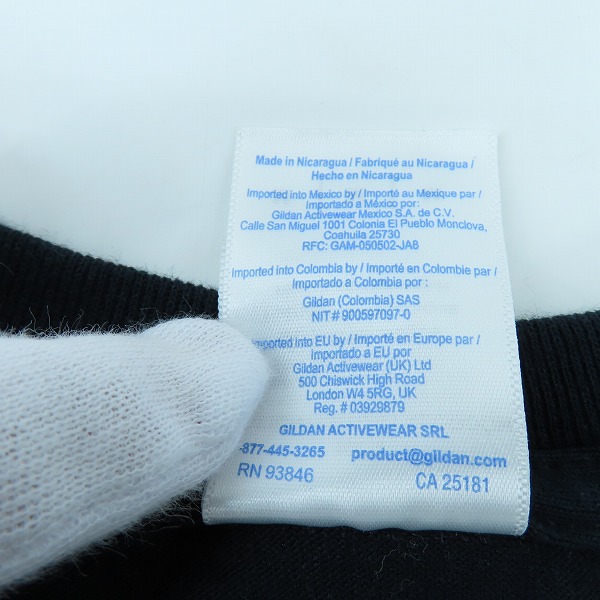 Made in Nicaragua / Fabriqué au Nicaragua /
Hecho en Nicaragua
Imported into Mexico by / Importé au Mexique par /
Importado a México por:
Gildan Activewear Mexico S.A. de C.V.
Calle San Miguel 1001 Colonia El Pueblo Monclova,
Coahuila 25730
RFC: GAM-050502-JA8
Imported into Colombia by / Importé en Colombie par /
Importado a Colombia por :
Gildan (Colombia) SAS
NIT # 900597097-0
Imported into EU by / Importé en Europe par /
Importado a EU por
Gildan Activewear (UK) Ltd
500 Chiswick High Road
London W4 5RG, UK
Reg. # 03929879
GILDAN ACTIVEWEAR SRL
-877-445-3265 product@gildan.com
RN 93846 CA 25181